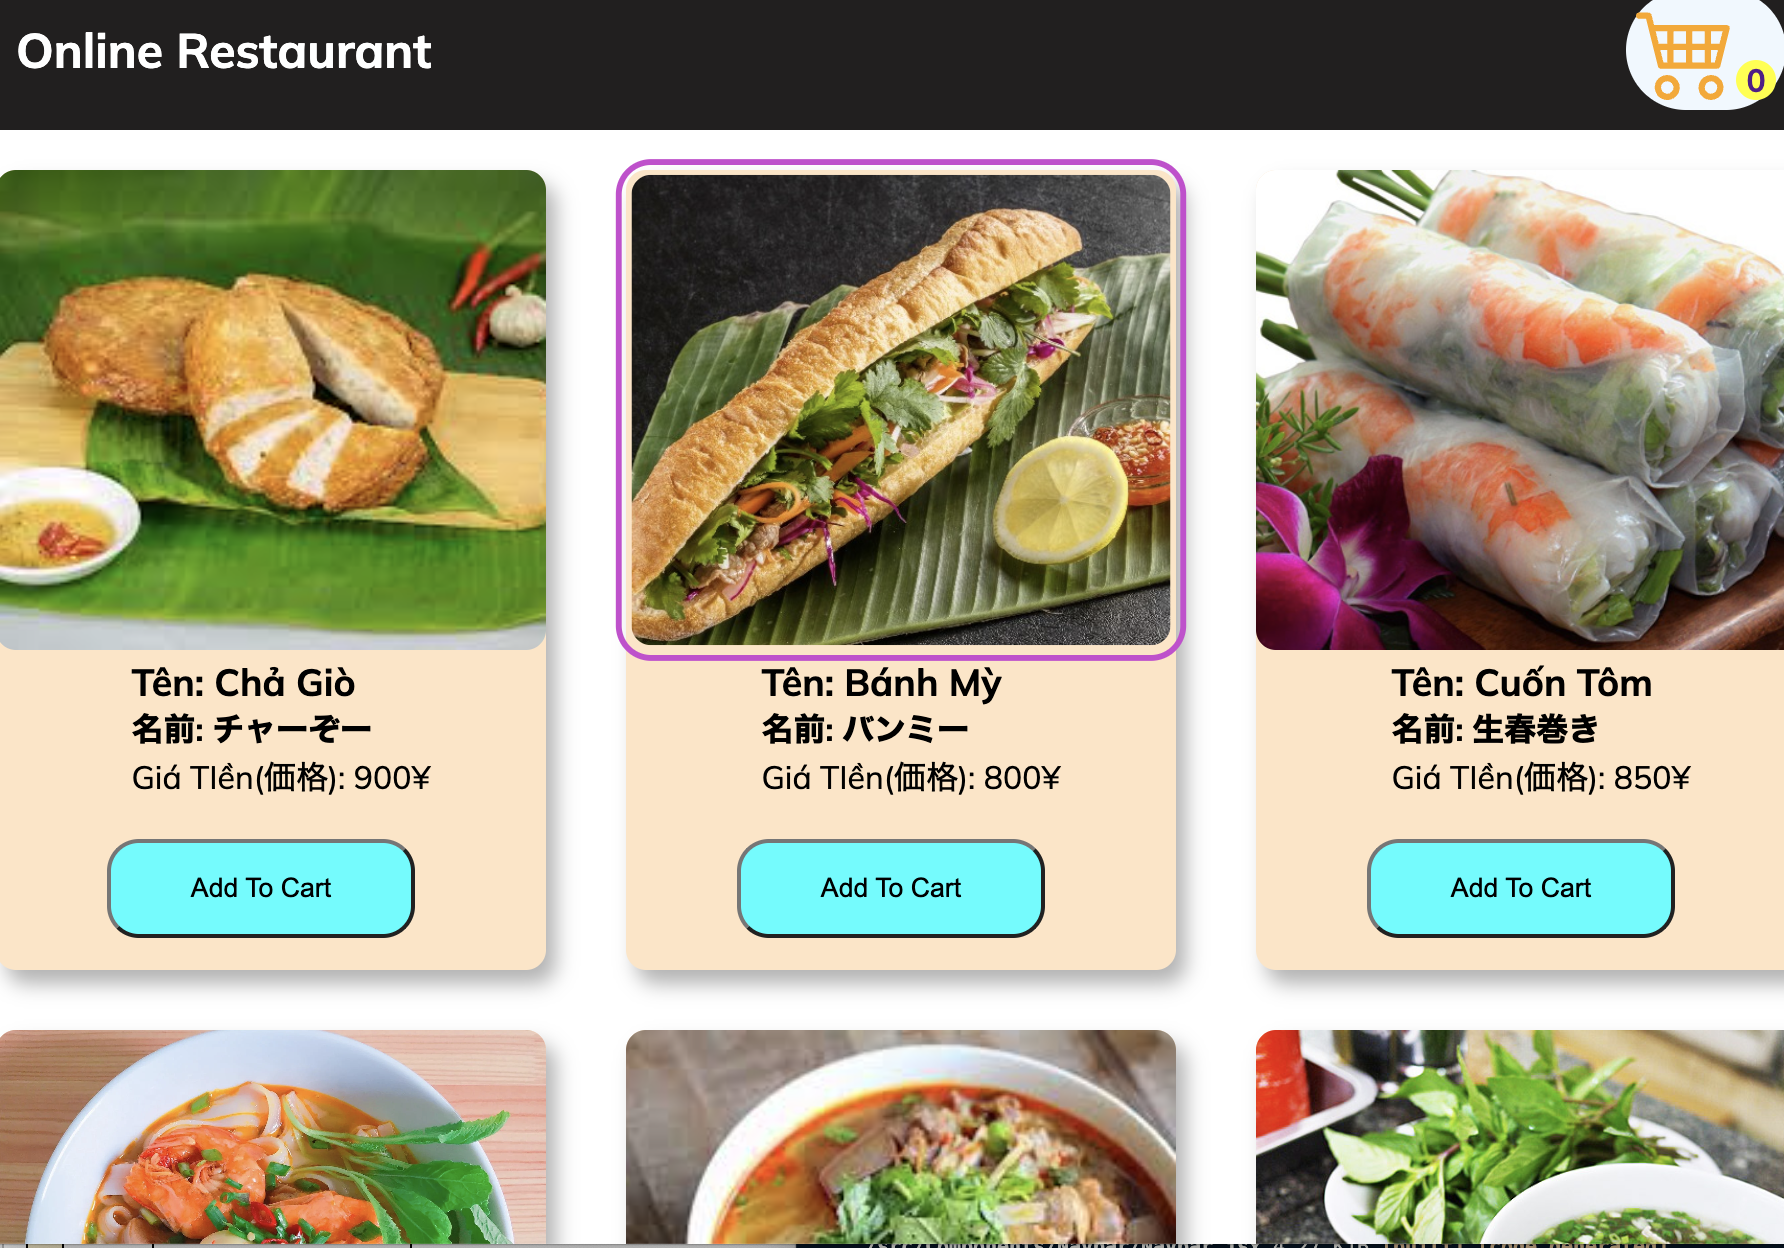 Online Restaurant
0
Tên: Chả Giò
名前: チャーぞー
Giá TIền(価格): 900¥
Add To Cart
Tên: Bánh Mỳ
名前: バンミー
Giá TIền(価格): 800¥
Add To Cart
Tên: Cuốn Tôm
名前: 生春巻き
Giá TIền(価格): 850¥
Add To Cart